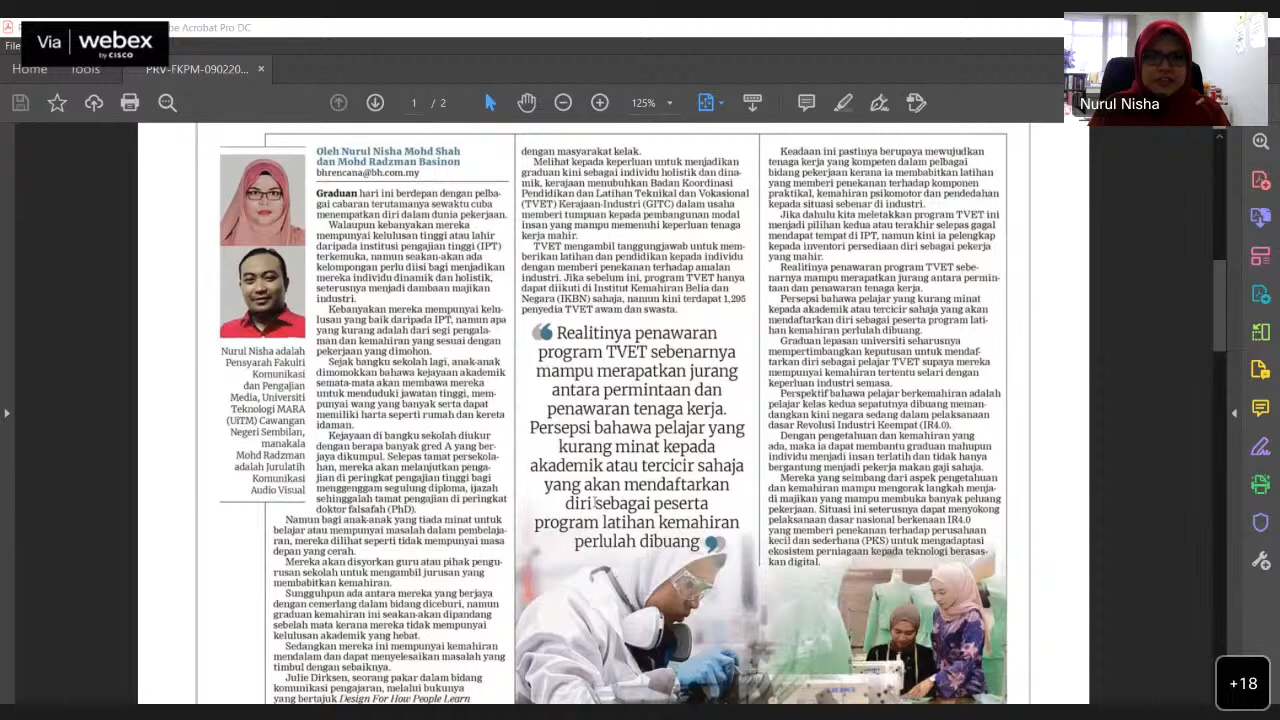 Via webex
by CISCO
be Acrobat Pro DC
File
Home
Tools
PRV-FKPM-090220...
1 / 2
125%
Nurul Nisha
Oleh Nurul Nisha Mohd Shah
dan Mohd Radzman Basinon
bhrencana@bh.com.my
Graduan hari ini berdepan dengan pelba-
gai cabaran terutamanya sewaktu cuba
menempatkan diri dalam dunia pekerjaan.
Walaupun kebanyakan mereka
mempunyai kelulusan tinggi atau lahir
daripada institusi pengajian tinggi (IPT)
terkemuka, namun seakan-akan ada
kelompongan perlu diisi bagi menjadikan
mereka individu dinamik dan holistik,
seterusnya menjadi dambaan majikan
industri.
Kebanyakan mereka mempunyai kelu-
lusan yang baik daripada IPT, namun apa
yang kurang adalah dari segi pengala-
man dan kemahiran yang sesuai dengan
pekerjaan yang dimohon.
Sejak bangku sekolah lagi, anak-anak
dimomokkan bahawa kejayaan akademik
semata-mata akan membawa mereka
untuk menduduki jawatan tinggi, mem-
punyai wang yang banyak serta dapat
memiliki harta seperti rumah dan kereta
idaman.
Kejayaan di bangku sekolah diukur
dengan berapa banyak gred A yang ber-
jaya dikumpul. Selepas tamat persekola-
han, mereka akan melanjutkan penga-
jian di peringkat pengajian tinggi bagi
menggenggam segulung diploma, ijazah
sehinggalah tamat pengajian di peringkat
doktor falsafah (PhD).
Namun bagi anak-anak yang tiada minat untuk
belajar atau mempunyai masalah dalam pembelaja-
ran, mereka dilihat seperti tidak mempunyai masa
depan yang cerah.
Mereka akan disyorkan guru atau pihak pengu-
rusan sekolah untuk mengambil jurusan yang
membabitkan kemahiran.
Sungguhpun ada antara mereka yang berjaya
dengan cemerlang dalam bidang diceburi, namun
graduan kemahiran ini seakan-akan dipandang
sebelah mata kerana mereka tidak mempunyai
kelulusan akademik yang hebat.
Sedangkan mereka ini mempunyai kemahiran
mendalam dan dapat menyelesaikan masalah yang
timbul dengan sebaiknya.
Julie Dirksen, seorang pakar dalam bidang
komunikasi pengajaran, melalui bukunya
yang bertajuk Design For How People Learn
Nurul Nisha adalah
Pensyarah Fakulti
Komunikasi
dan Pengajian
Media, Universiti
Teknologi MARA
(UiTM) Cawangan
Negeri Sembilan,
manakala
Mohd Radzman
adalah Jurulatih
Komunikasi
Audio Visual
dengan masyarakat kelak.
Melihat kepada keperluan untuk menjadikan
graduan kini sebagai individu holistik dan dina-
mik, kerajaan menubuhkan Badan Koordinasi
Pendidikan dan Latihan Teknikal dan Vokasional
(TVET) Kerajaan-Industri (GITC) dalam usaha
memberi tumpuan kepada pembangunan modal
insan yang mampu memenuhi keperluan tenaga
kerja mahir.
TVET mengambil tanggungjawab untuk mem-
berikan latihan dan pendidikan kepada individu
dengan memberi penekanan terhadap amalan
industri. Jika sebelum ini, program TVET hanya
dapat diikuti di Institut Kemahiran Belia dan
Negara (IKBN) sahaja, namun kini terdapat 1,295
penyedia TVET awam dan swasta.
“ Realitinya penawaran
program TVET sebenarnya
mampu merapatkan jurang
antara permintaan dan
penawaran tenaga kerja.
Persepsi bahawa pelajar yang
kurang minat kepada
akademik atau tercicir sahaja
yang akan mendaftarkan
diri sebagai peserta
program latihan kemahiran
perlulah dibuang ”
Keadaan ini pastinya berupaya mewujudkan
tenaga kerja yang kompeten dalam pelbagai
bidang pekerjaan kerana ia membabitkan latihan
yang memberi penekanan terhadap komponen
praktikal, kemahiran psikomotor dan pendedahan
kepada situasi sebenar di industri.
Jika dahulu kita meletakkan program TVET ini
menjadi pilihan kedua atau terakhir selepas gagal
mendapat tempat di IPT, namun kini ia pelengkap
kepada inventori persediaan diri sebagai pekerja
yang mahir.
Realitinya penawaran program TVET sebe-
narnya mampu merapatkan jurang antara permin-
taan dan penawaran tenaga kerja.
Persepsi bahawa pelajar yang kurang minat
kepada akademik atau tercicir sahaja yang akan
mendaftarkan diri sebagai peserta program lati-
han kemahiran perlulah dibuang.
Graduan lepasan universiti seharusnya
mempertimbangkan keputusan untuk mendaf-
tarkan diri sebagai pelajar TVET supaya mereka
mempunyai kemahiran tertentu selari dengan
keperluan industri semasa.
Perspektif bahawa pelajar berkemahiran adalah
pelajar kelas kedua sepatutnya dibuang meman-
dangkan kini negara sedang dalam pelaksanaan
dasar Revolusi Industri Keempat (IR4.0).
Dengan pengetahuan dan kemahiran yang
ada, maka ia dapat membantu graduan mahupun
individu menjadi insan terlatih dan tidak hanya
bergantung menjadi pekerja makan gaji sahaja.
Mereka yang seimbang dari aspek pengetahuan
dan kemahiran mampu mengorak langkah menja-
di majikan yang mampu membuka banyak peluang
pekerjaan. Situasi ini seterusnya dapat menyokong
pelaksanaan dasar nasional berkenaan IR4.0
yang memberi penekanan terhadap perusahaan
kecil dan sederhana (PKS) untuk mengadaptasi
ekosistem perniagaan kepada teknologi berasas-
kan digital.
+18